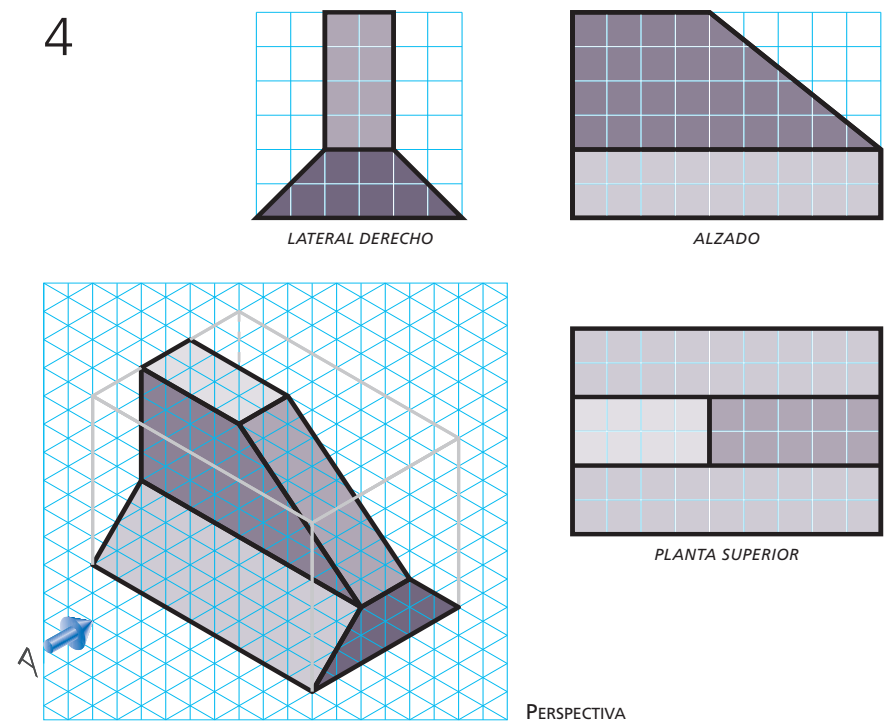 4
LATERAL DERECHO
ALZADO
PLANTA SUPERIOR
A
PERSPECTIVA